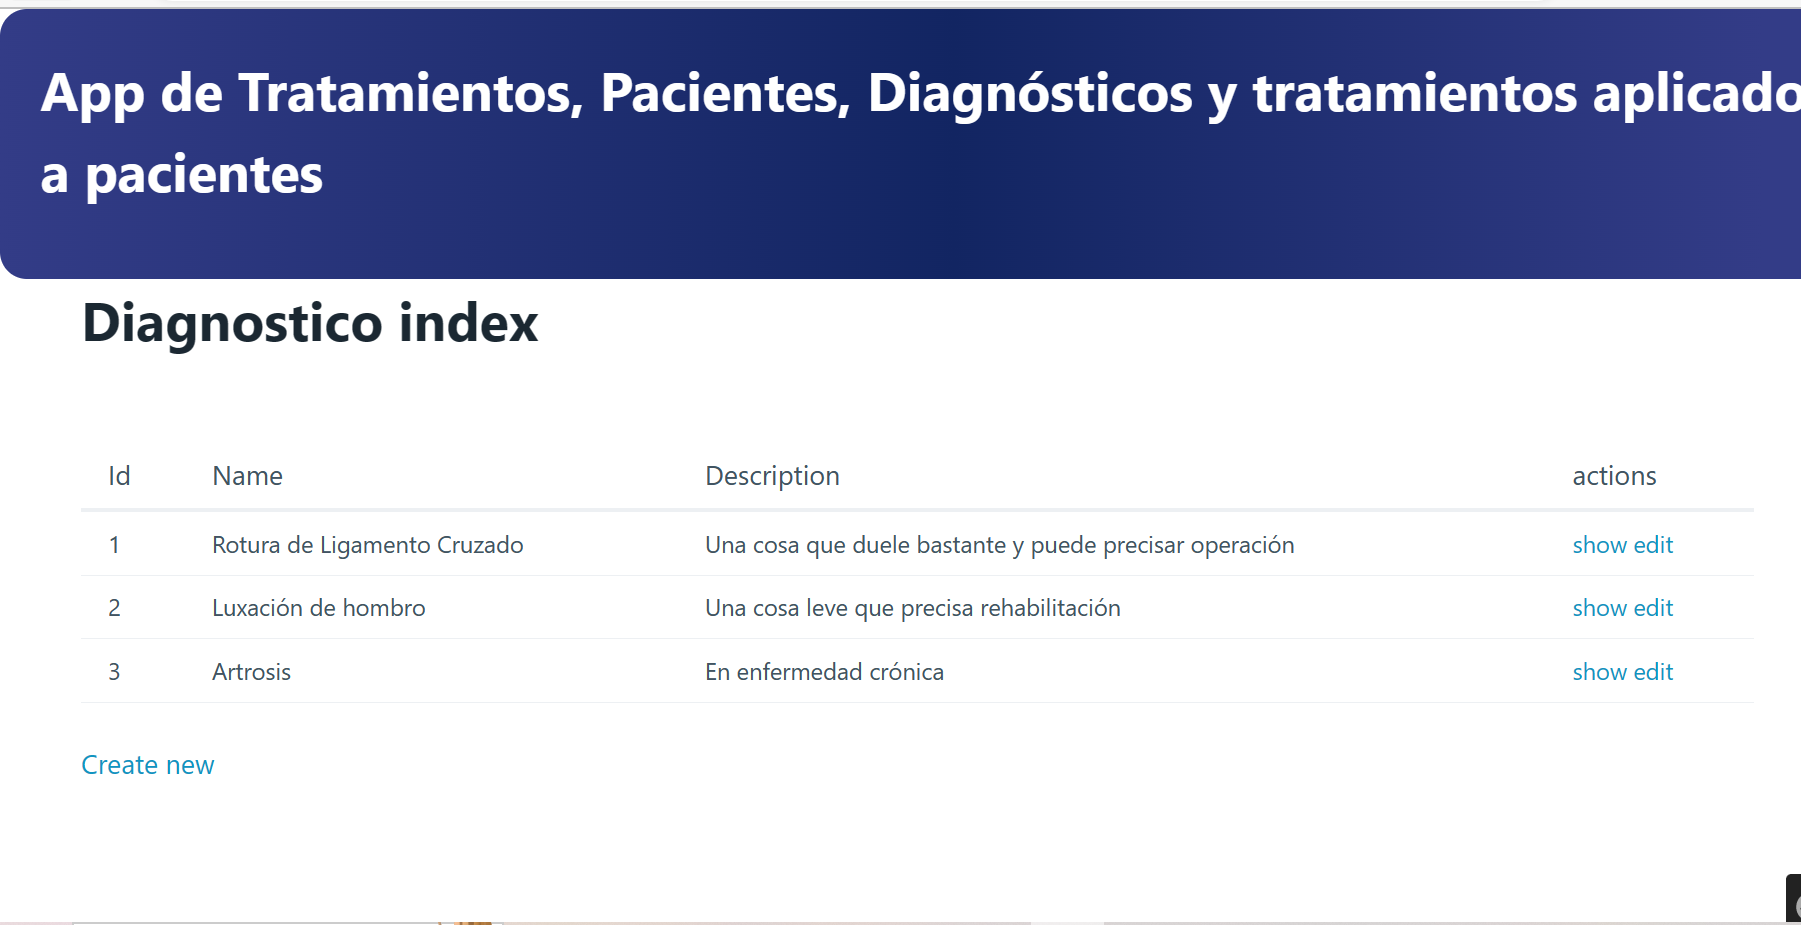 App de Tratamientos, Pacientes, Diagnósticos y tratamientos aplicado
a pacientes
Diagnostico index
Id Name Description actions
1 Rotura de Ligamento Cruzado Una cosa que duele bastante y puede precisar operación show edit
2 Luxación de hombro Una cosa leve que precisa rehabilitación show edit
3 Artrosis En enfermedad crónica show edit
Create new